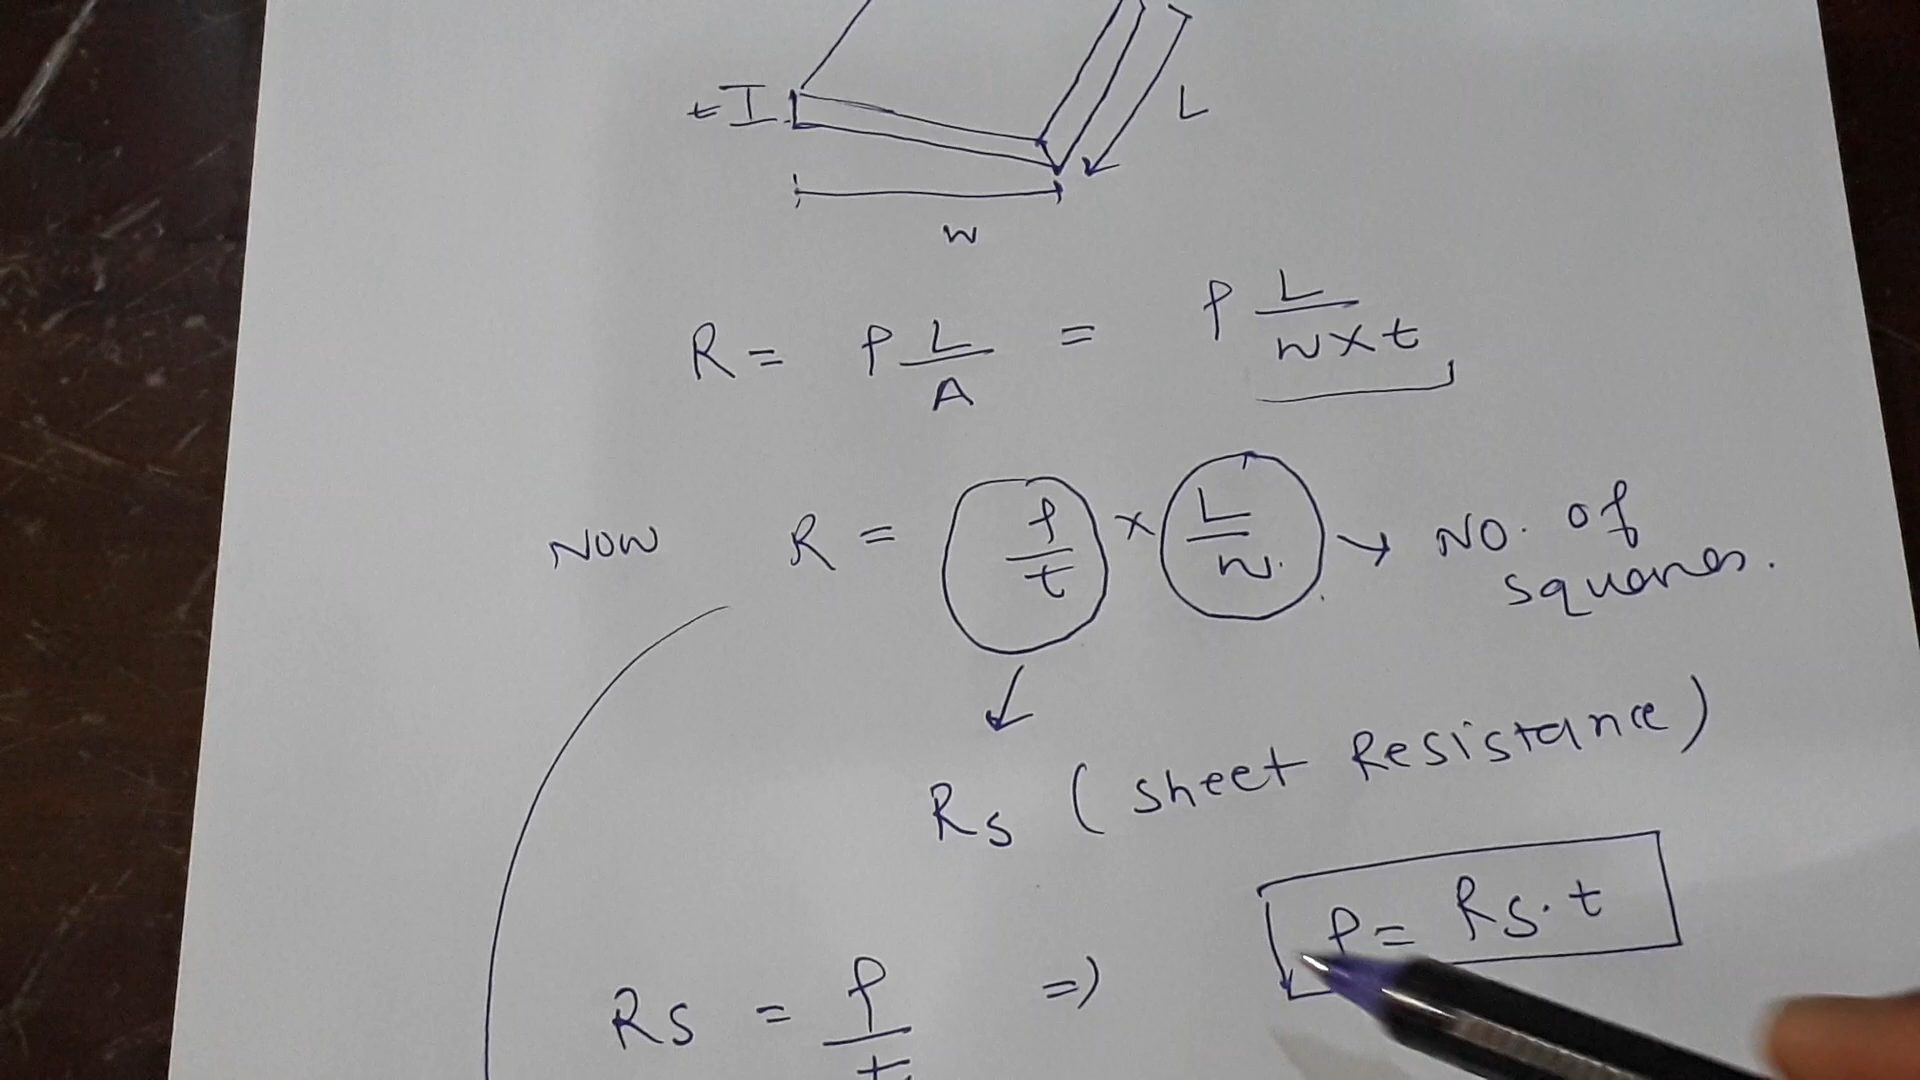 t
L
w
R = ρ L/A = ρ L/(w×t)
NOW R = ρ/t × L/w. → NO. of squares.
Rs (sheet Resistance)
ρ = Rs.t
Rs = ρ/t ⇒